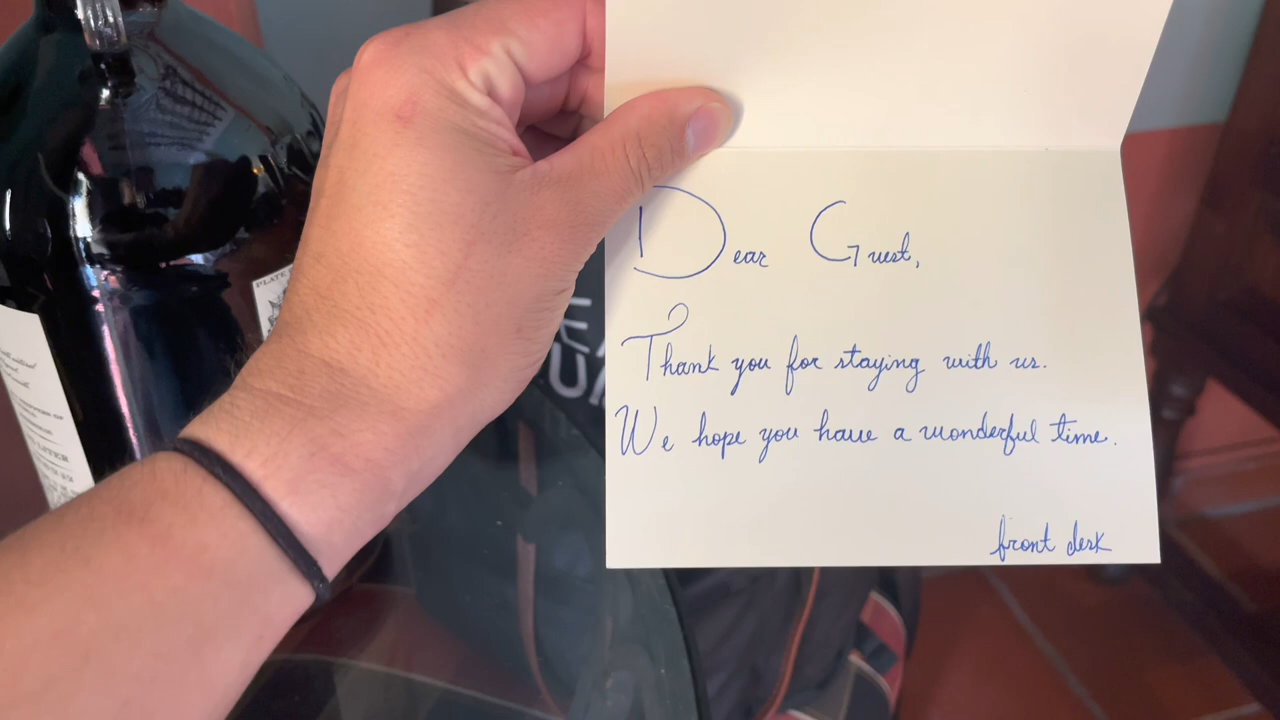 Dear Guest,
Thank you for staying with us.
We hope you have a wonderful time.
front desk